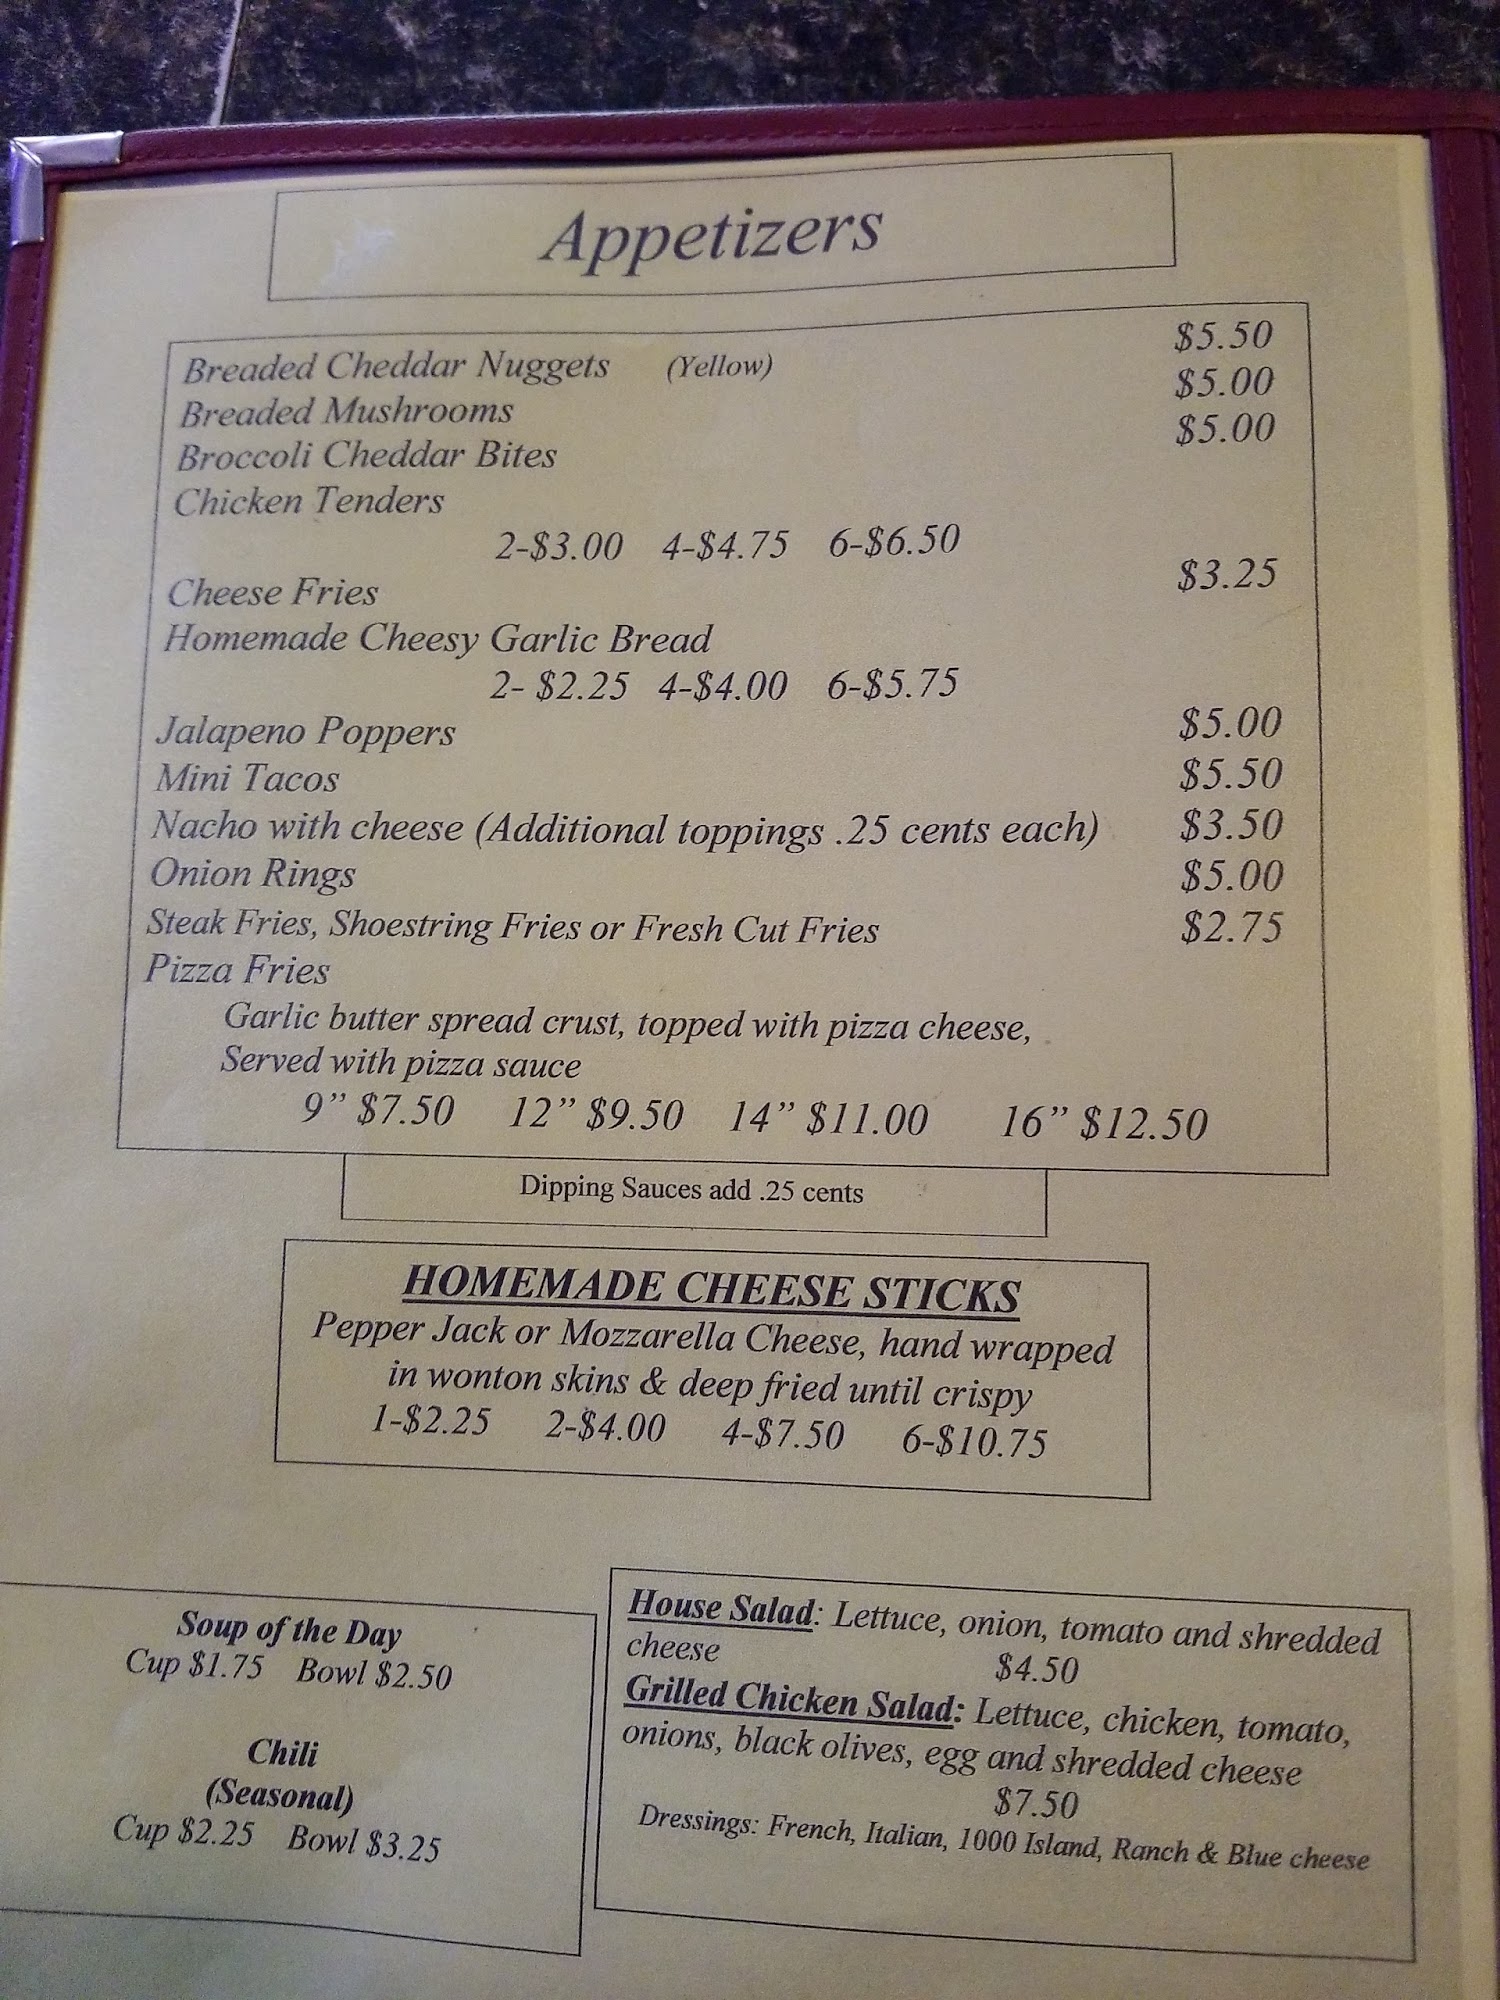 Appetizers
Breaded Cheddar Nuggets (Yellow) $5.50
Breaded Mushrooms $5.00
Broccoli Cheddar Bites $5.00
Chicken Tenders
2-$3.00 4-$4.75 6-$6.50
Cheese Fries $3.25
Homemade Cheesy Garlic Bread
2- $2.25 4-$4.00 6-$5.75
Jalapeno Poppers $5.00
Mini Tacos $5.50
Nacho with cheese (Additional toppings .25 cents each) $3.50
Onion Rings $5.00
Steak Fries, Shoestring Fries or Fresh Cut Fries $2.75
Pizza Fries
Garlic butter spread crust, topped with pizza cheese,
Served with pizza sauce
9” $7.50 12” $9.50 14” $11.00 16” $12.50
Dipping Sauces add .25 cents
HOMEMADE CHEESE STICKS
Pepper Jack or Mozzarella Cheese, hand wrapped
in wonton skins & deep fried until crispy
1-$2.25 2-$4.00 4-$7.50 6-$10.75
Soup of the Day
Cup $1.75 Bowl $2.50
Chili
(Seasonal)
Cup $2.25 Bowl $3.25
House Salad: Lettuce, onion, tomato and shredded
cheese $4.50
Grilled Chicken Salad: Lettuce, chicken, tomato,
onions, black olives, egg and shredded cheese
$7.50
Dressings: French, Italian, 1000 Island, Ranch & Blue cheese